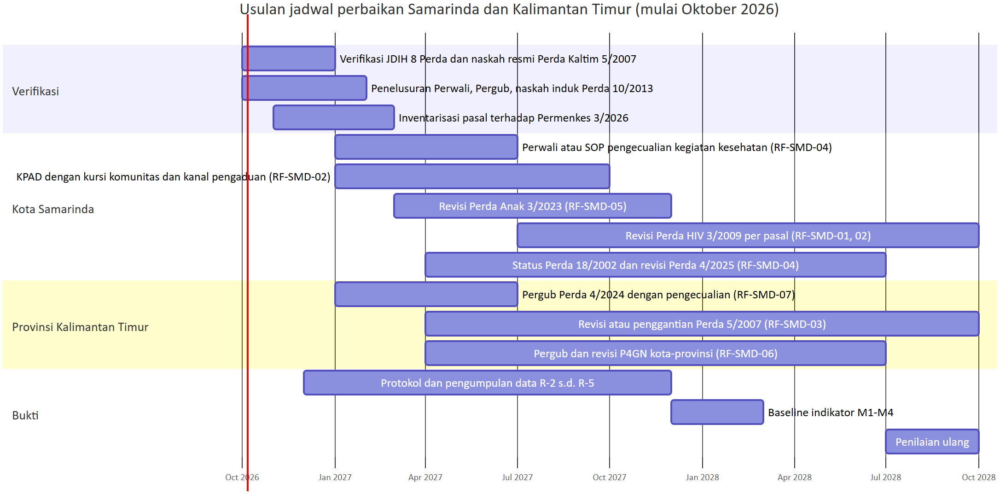 Usulan jadwal perbaikan Samarinda dan Kalimantan Timur (mulai Oktober 2026)
Verifikasi
Verifikasi JDIH 8 Perda dan naskah resmi Perda Kaltim 5/2007
Penelusuran Perwali, Pergub, naskah induk Perda 10/2013
Inventarisasi pasal terhadap Permenkes 3/2026
Kota Samarinda
Perwali atau SOP pengecualian kegiatan kesehatan (RF-SMD-04)
KPAD dengan kursi komunitas dan kanal pengaduan (RF-SMD-02)
Revisi Perda Anak 3/2023 (RF-SMD-05)
Revisi Perda HIV 3/2009 per pasal (RF-SMD-01, 02)
Status Perda 18/2002 dan revisi Perda 4/2025 (RF-SMD-04)
Provinsi Kalimantan Timur
Pergub Perda 4/2024 dengan pengecualian (RF-SMD-07)
Revisi atau penggantian Perda 5/2007 (RF-SMD-03)
Pergub dan revisi P4GN kota-provinsi (RF-SMD-06)
Bukti
Protokol dan pengumpulan data R-2 s.d. R-5
Baseline indikator M1-M4
Penilaian ulang
Oct 2026
Jan 2027
Apr 2027
Jul 2027
Oct 2027
Jan 2028
Apr 2028
Jul 2028
Oct 2028